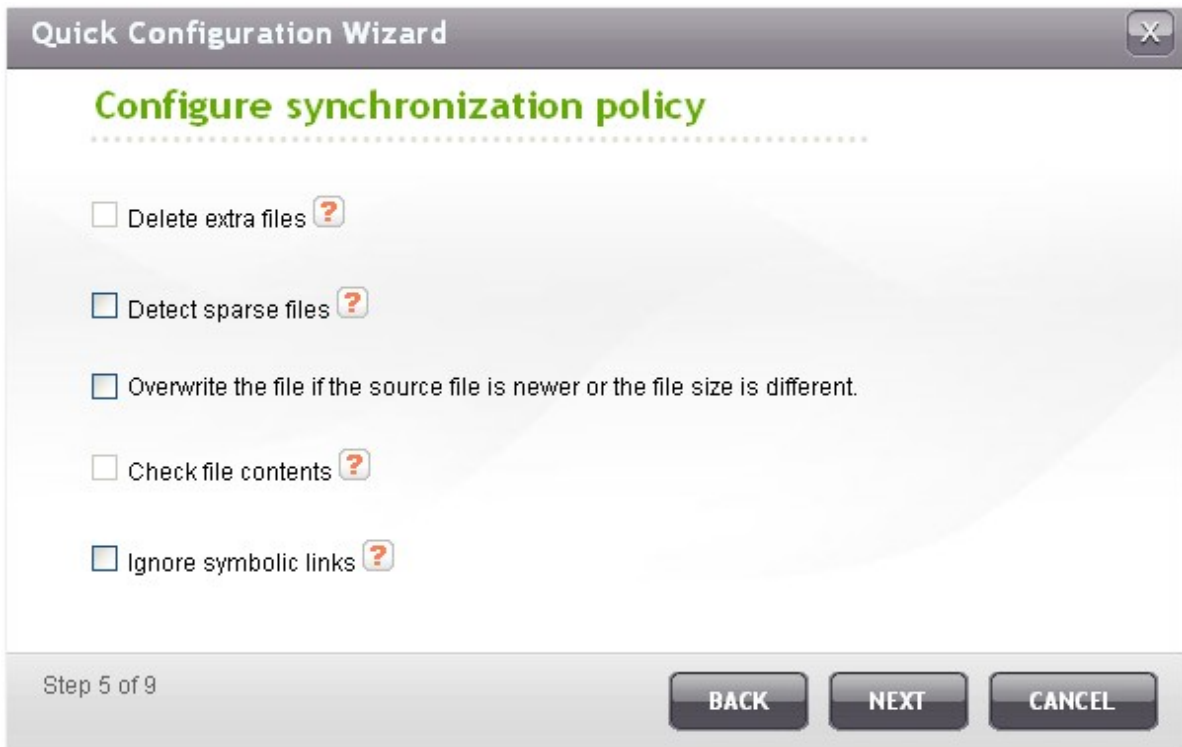 Quick Configuration Wizard
X
Configure synchronization policy
Delete extra files ?
Detect sparse files ?
Overwrite the file if the source file is newer or the file size is different.
Check file contents ?
Ignore symbolic links ?
Step 5 of 9
BACK
NEXT
CANCEL